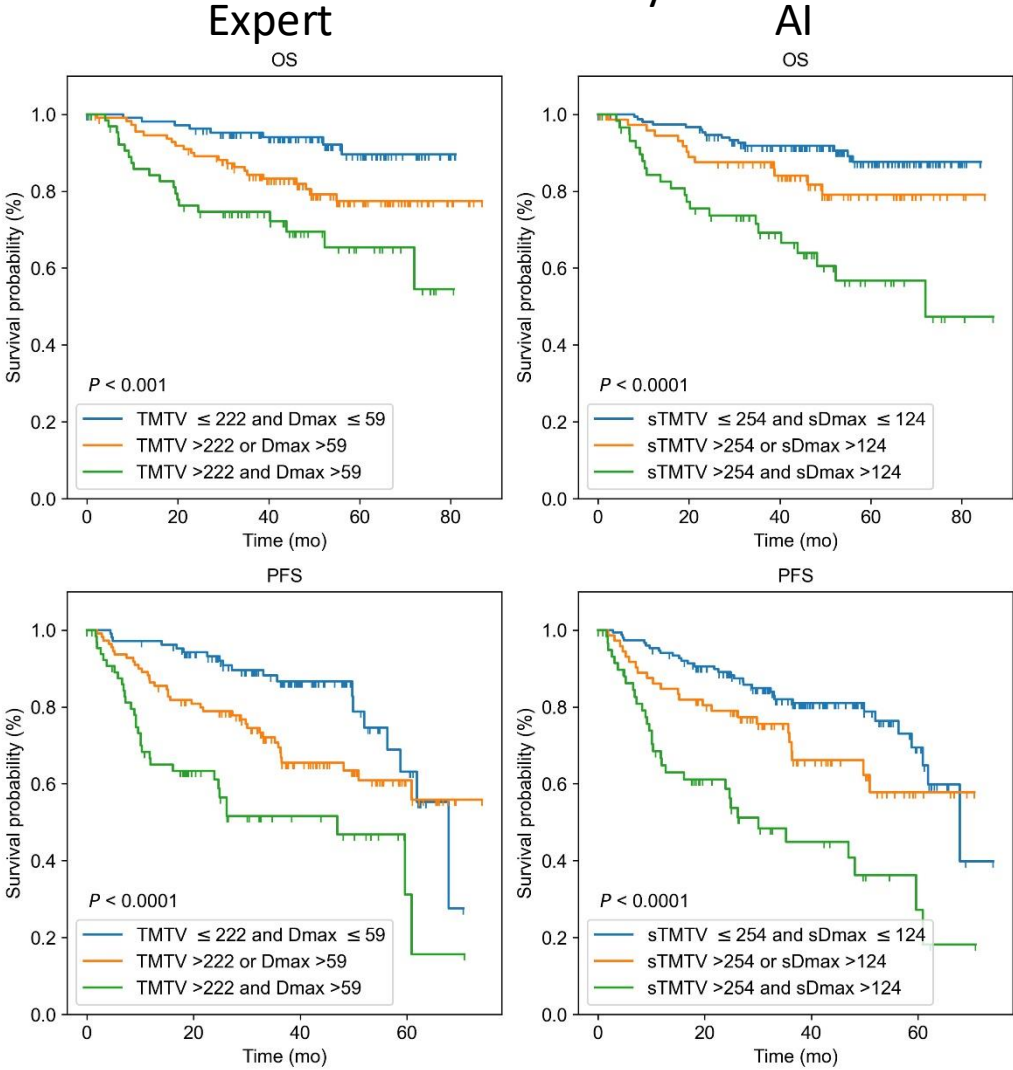 Expert
AI
OS
Survival probability (%)
1.0
0.8
0.6
0.4
0.2
0.0
P < 0.001
TMTV ≤ 222 and Dmax ≤ 59
TMTV >222 or Dmax >59
TMTV >222 and Dmax >59
0 20 40 60 80
Time (mo)
OS
Survival probability (%)
1.0
0.8
0.6
0.4
0.2
0.0
P < 0.0001
sTMTV ≤ 254 and sDmax ≤ 124
sTMTV >254 or sDmax >124
sTMTV >254 and sDmax >124
0 20 40 60 80
Time (mo)
PFS
Survival probability (%)
1.0
0.8
0.6
0.4
0.2
0.0
P < 0.0001
TMTV ≤ 222 and Dmax ≤ 59
TMTV >222 or Dmax >59
TMTV >222 and Dmax >59
0 20 40 60
Time (mo)
PFS
Survival probability (%)
1.0
0.8
0.6
0.4
0.2
0.0
P < 0.0001
sTMTV ≤ 254 and sDmax ≤ 124
sTMTV >254 or sDmax >124
sTMTV >254 and sDmax >124
0 20 40 60
Time (mo)